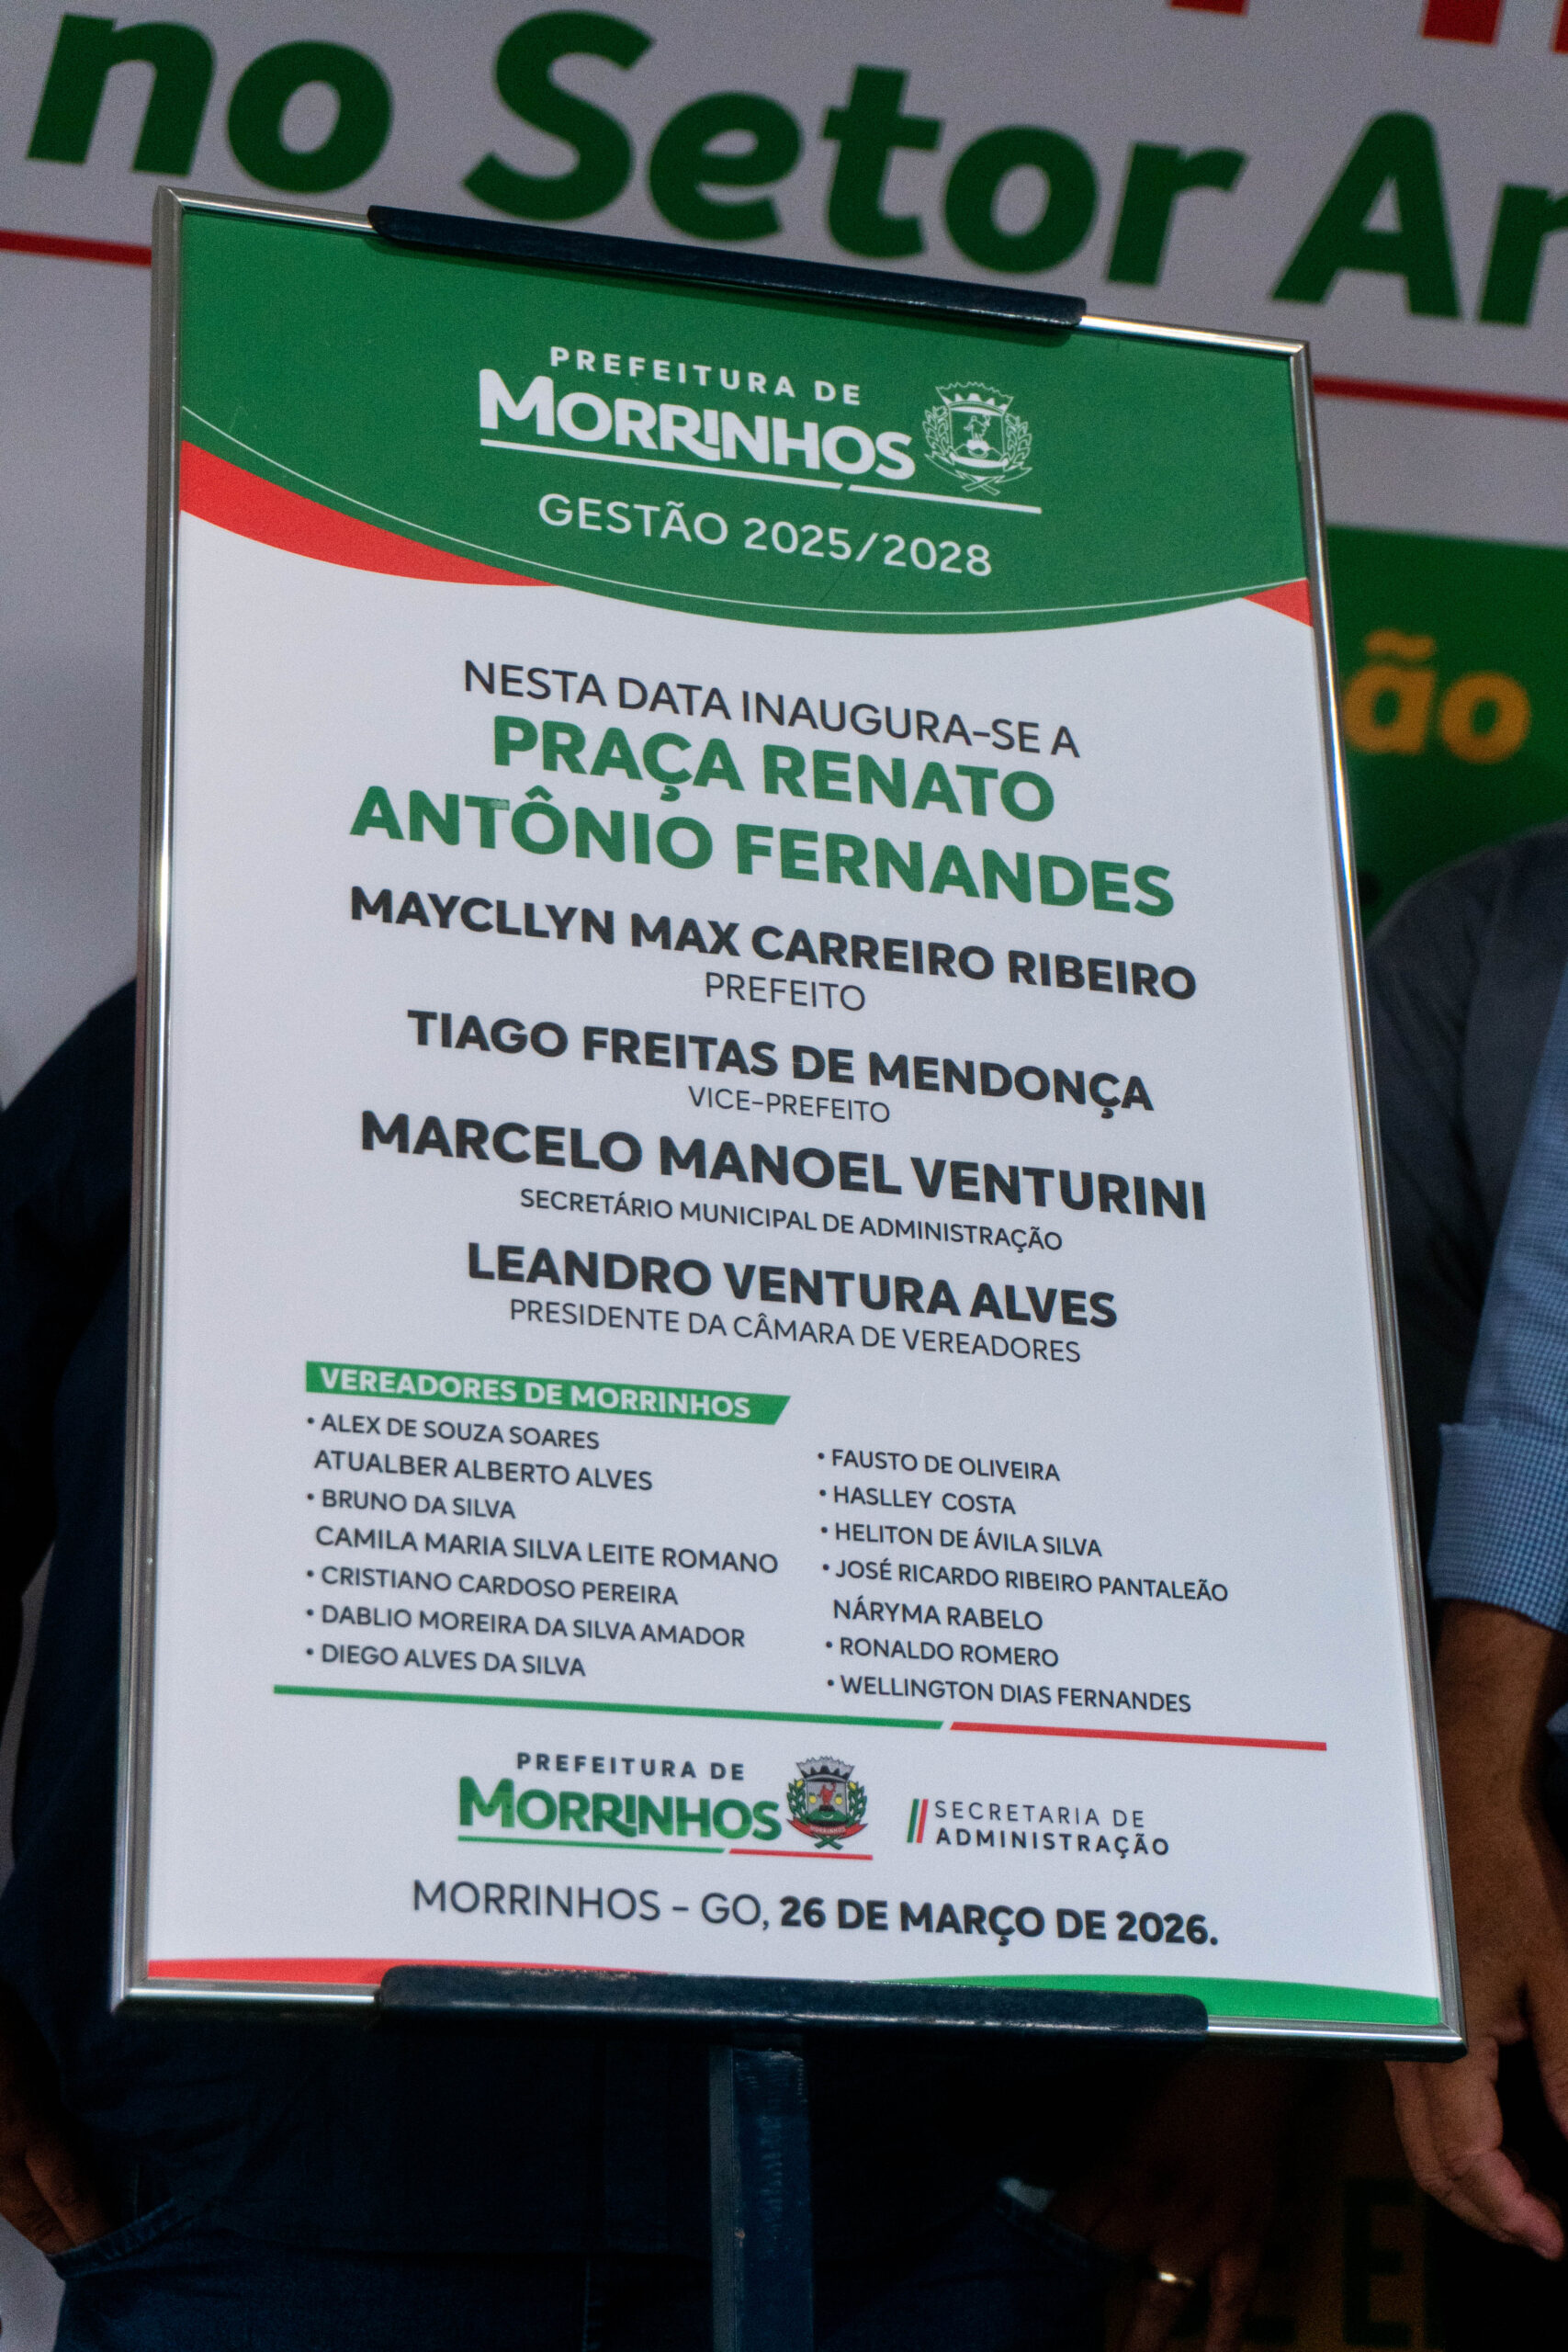 no Setor Ar
ão
PREFEITURA DE
MORRINHOS
GESTÃO 2025/2028
NESTA DATA INAUGURA-SE A
PRAÇA RENATO
ANTÔNIO FERNANDES
MAYCLLYN MAX CARREIRO RIBEIRO
PREFEITO
TIAGO FREITAS DE MENDONÇA
VICE-PREFEITO
MARCELO MANOEL VENTURINI
SECRETÁRIO MUNICIPAL DE ADMINISTRAÇÃO
LEANDRO VENTURA ALVES
PRESIDENTE DA CÂMARA DE VEREADORES
VEREADORES DE MORRINHOS
• ALEX DE SOUZA SOARES
ATUALBER ALBERTO ALVES
• BRUNO DA SILVA
CAMILA MARIA SILVA LEITE ROMANO
• CRISTIANO CARDOSO PEREIRA
• DABLIO MOREIRA DA SILVA AMADOR
• DIEGO ALVES DA SILVA
• FAUSTO DE OLIVEIRA
• HASLLEY COSTA
• HELITON DE ÁVILA SILVA
• JOSÉ RICARDO RIBEIRO PANTALEÃO
NÁRYMA RABELO
• RONALDO ROMERO
• WELLINGTON DIAS FERNANDES
PREFEITURA DE
MORRINHOS
MORRINHOS
SECRETARIA DE
ADMINISTRAÇÃO
MORRINHOS - GO, 26 DE MARÇO DE 2026.